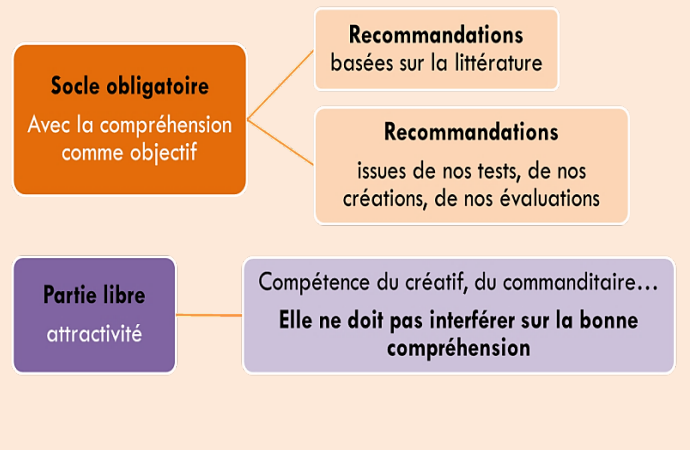 Socle obligatoire
Avec la compréhension
comme objectif
Recommandations
basées sur la littérature
Recommandations
issues de nos tests, de nos
créations, de nos évaluations
Partie libre
attractivité
Compétence du créatif, du commanditaire…
Elle ne doit pas interférer sur la bonne
compréhension